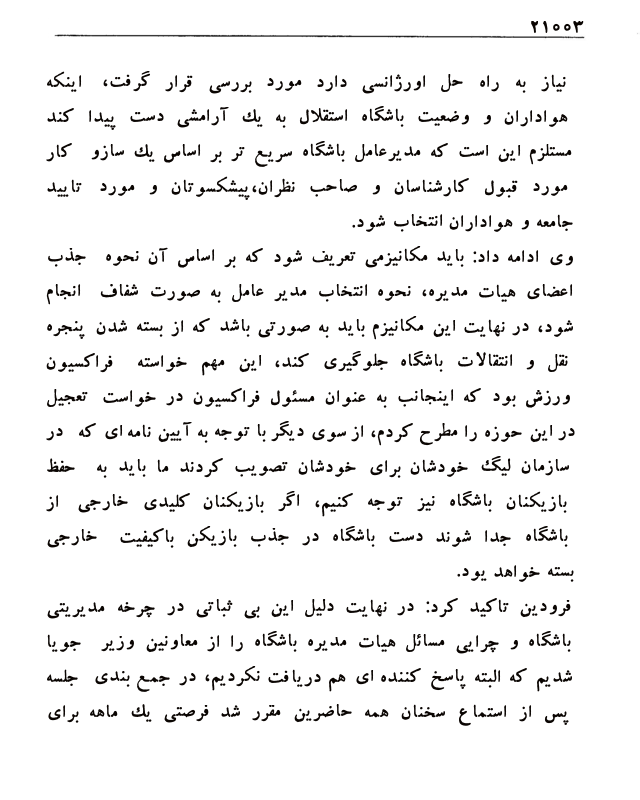 ۲۱۰۰۳
نیاز به راه حل اورژانسی دارد مورد بررسی قرار گرفت، اینکه
هواداران و وضعیت باشگاه استقلال به یك آرامشی دست پیدا کند
مستلزم این است که مدیرعامل باشگاه سریع تر بر اساس یك سازو کار
مورد قبول کارشناسان و صاحب نظران،پیشکسوتان و مورد تایید
جامعه و هواداران انتخاب شود.
وی ادامه داد: باید مکانیزمی تعریف شود که بر اساس آن نحوه جذب
اعضای هیات مدیره، نحوه انتخاب مدیر عامل به صورت شفاف انجام
شود، در نهایت این مکانیزم باید به صورتی باشد که از بسته شدن پنجره
نقل و انتقالات باشگاه جلوگیری کند، این مهم خواسته فراکسیون
ورزش بود که اینجانب به عنوان مسئول فراکسیون در خواست تعجیل
در این حوزه را مطرح کردم، از سوی دیگر با توجه به آیین نامه ای که در
سازمان لیگ خودشان برای خودشان تصویب کردند ما باید به حفظ
بازیکنان باشگاه نیز توجه کنیم، اگر بازیکنان کلیدی خارجی از
باشگاه جدا شوند دست باشگاه در جذب بازیکن باکیفیت خارجی
بسته خواهد یود.
فرودین تاکید کرد: در نهایت دلیل این بی ثباتی در چرخه مدیریتی
باشگاه و چرایی مسائل هیات مدیره باشگاه را از معاونین وزیر جویا
شدیم که البته پاسخ کننده ای هم دریافت نکردیم، در جمع بندی جلسه
پس از استماع سخنان همه حاضرین مقرر شد فرصتی یك ماهه برای